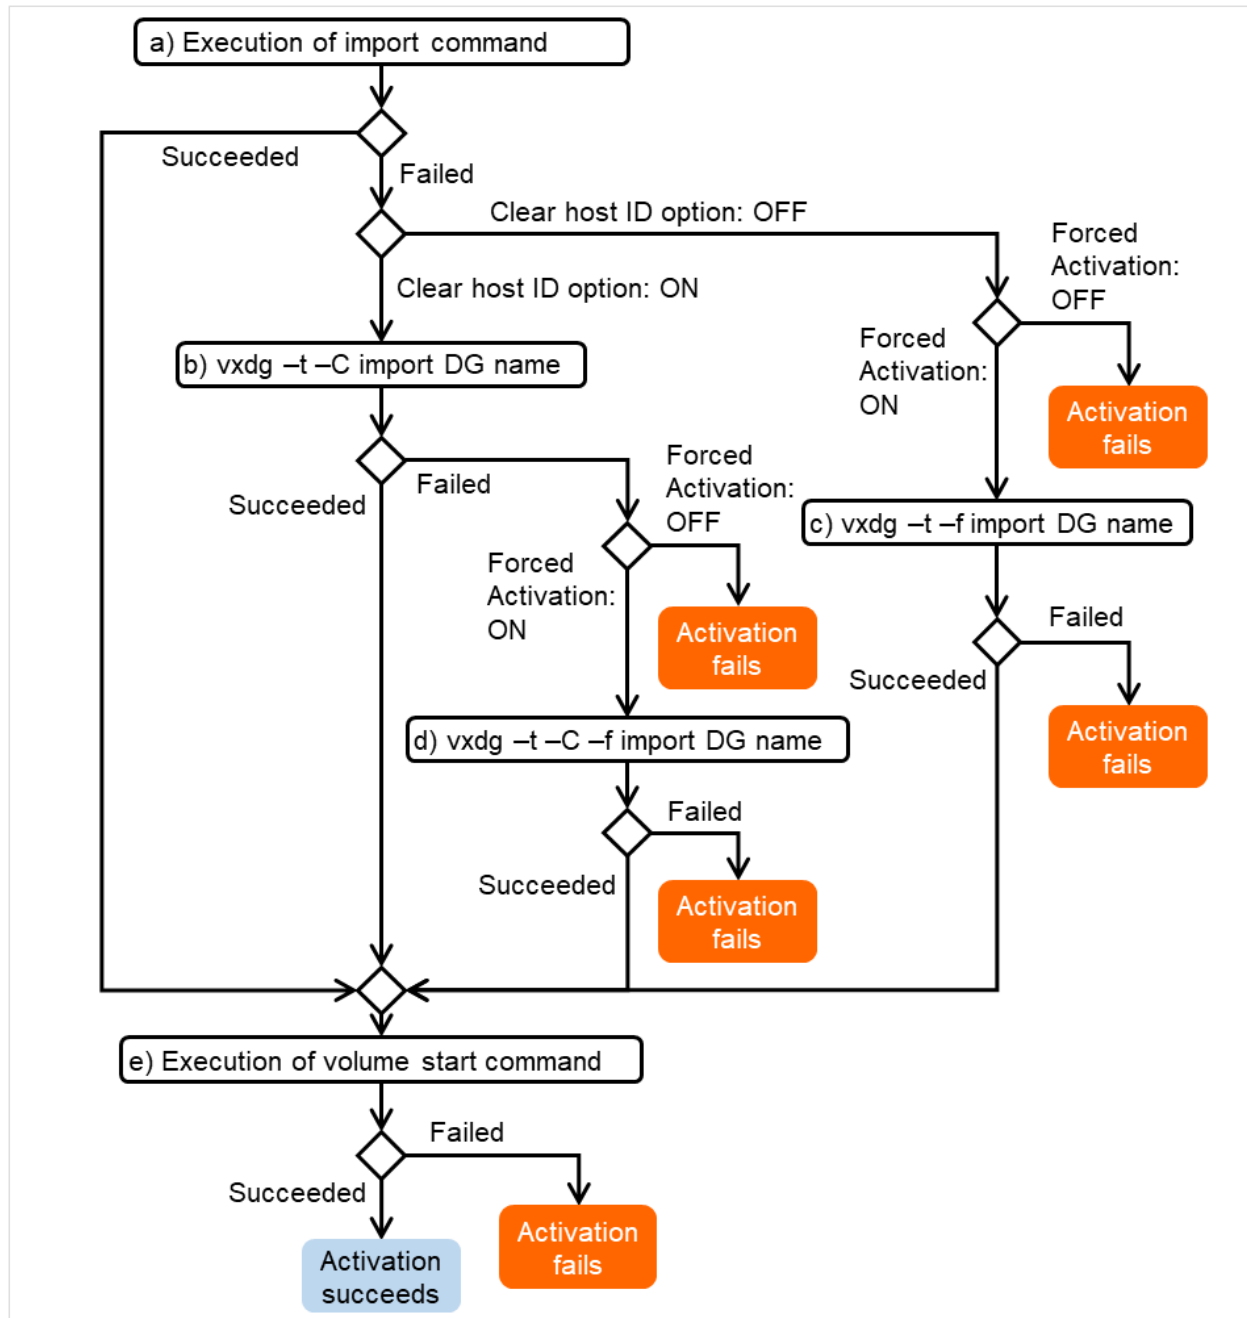 a) Execution of import command
Succeeded
Failed
Clear host ID option: OFF
Forced
Activation:
OFF
Clear host ID option: ON
Forced
Activation:
ON
b) vxdg –t –C import DG name
Activation
fails
Succeeded
Failed
Forced
Activation:
OFF
c) vxdg –t –f import DG name
Forced
Activation:
ON
Activation
fails
Failed
Succeeded
d) vxdg –t –C –f import DG name
Activation
fails
Failed
Succeeded
Activation
fails
e) Execution of volume start command
Failed
Succeeded
Activation
fails
Activation
succeeds